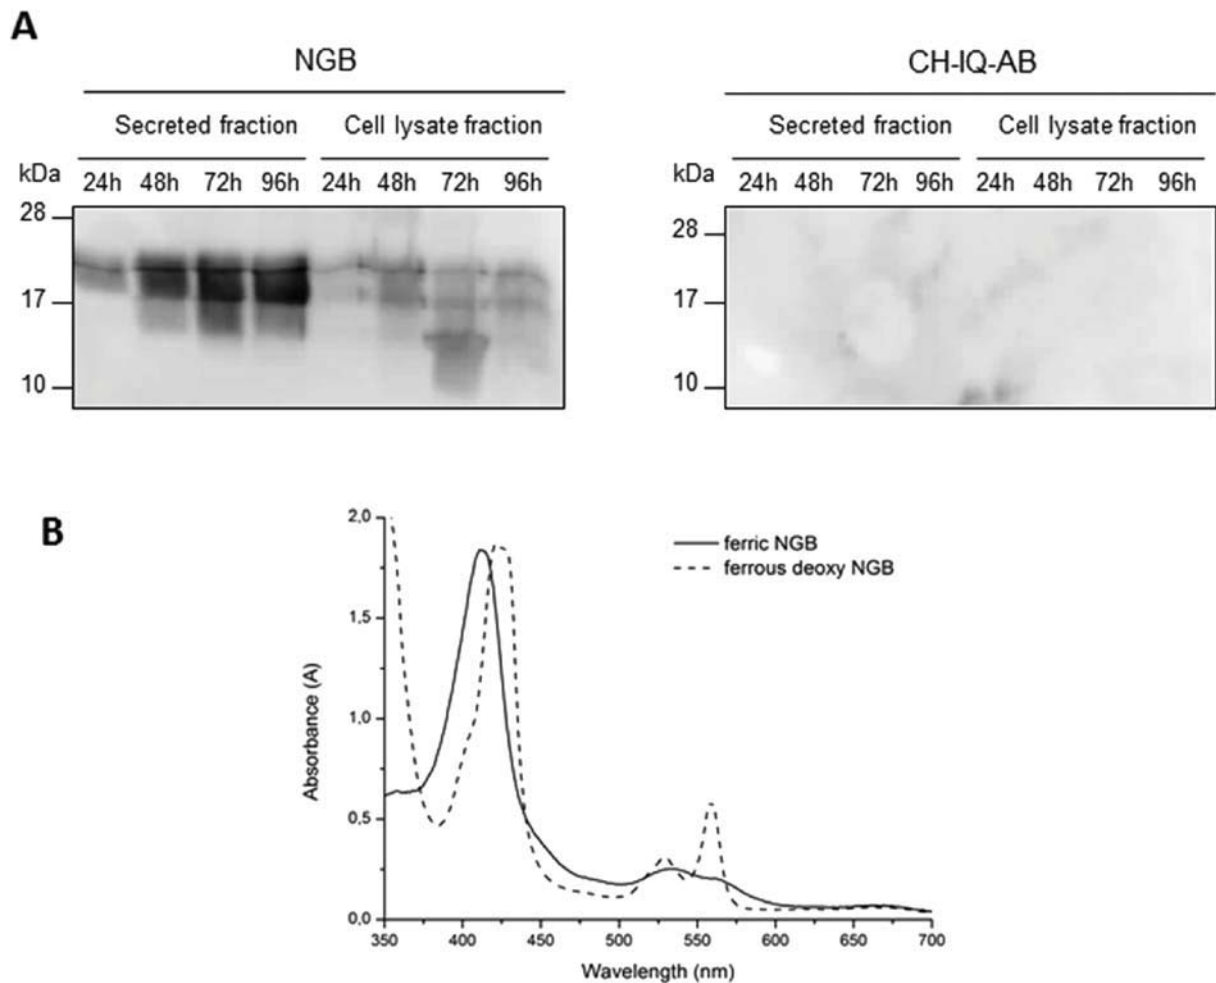 A
NGB
CH-IQ-AB
Secreted fraction Cell lysate fraction
Secreted fraction Cell lysate fraction
kDa 24h 48h 72h 96h 24h 48h 72h 96h
kDa 24h 48h 72h 96h 24h 48h 72h 96h
28
17
10
28
17
10
B
2,0
1,5
1,0
0,5
0,0
Absorbance (A)
ferric NGB
ferrous deoxy NGB
350 400 450 500 550 600 650 700
Wavelength (nm)